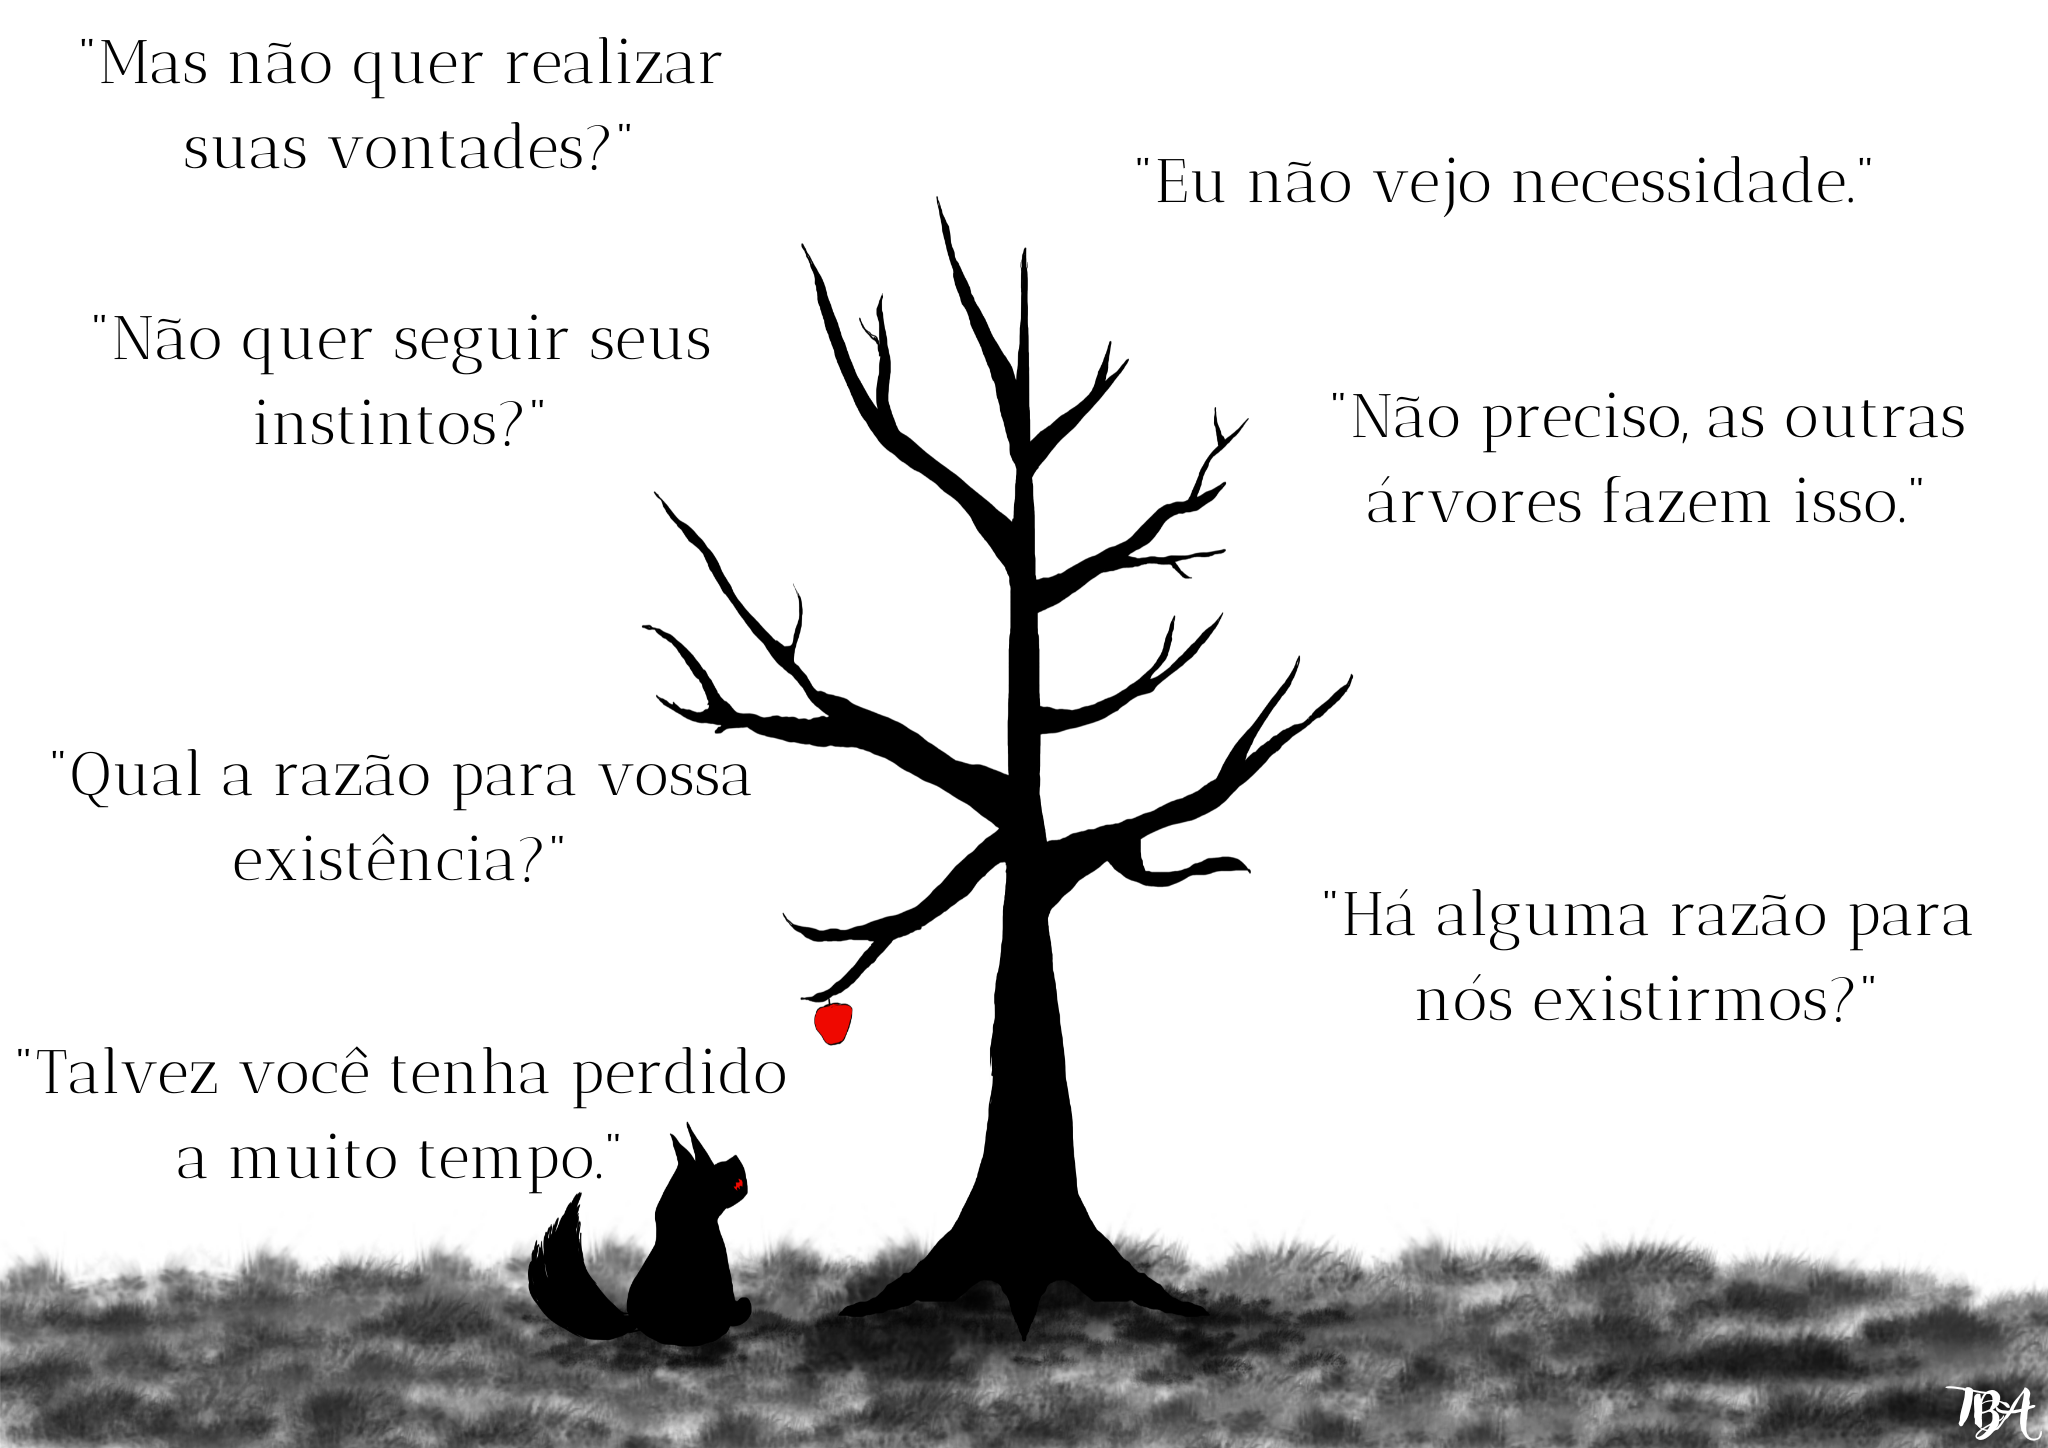 "Mas não quer realizar
suas vontades?"
"Eu não vejo necessidade."
"Não quer seguir seus
instintos?"
"Não preciso, as outras
árvores fazem isso."
"Qual a razão para vossa
existência?"
"Há alguma razão para
nós existirmos?"
"Talvez você tenha perdido
a muito tempo."
TBA